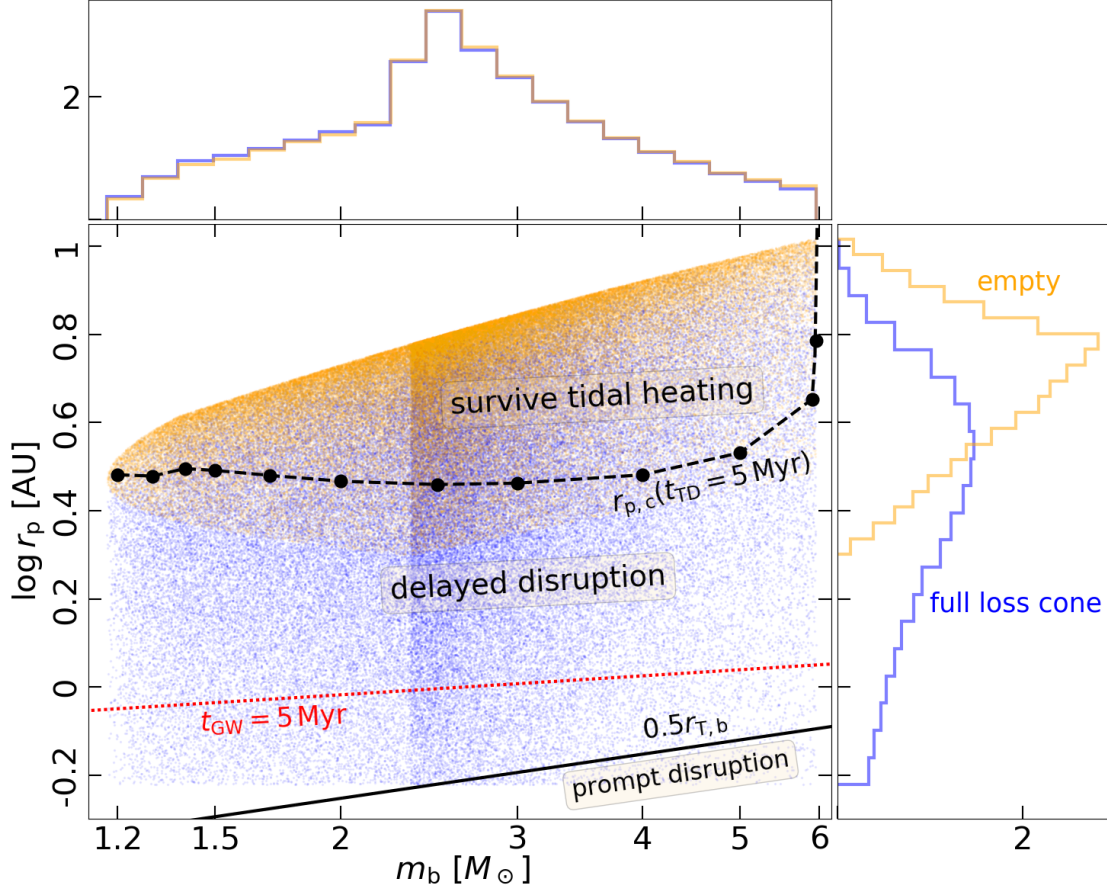 2
1
0.8
0.6
0.4
0.2
0
-0.2
log r_p [AU]
survive tidal heating
r_p,c(t_TD = 5 Myr)
delayed disruption
t_GW = 5 Myr
0.5r_T,b
prompt disruption
1.2 1.5 2 3 4 5 6
m_b [M_⊙]
empty
full loss cone
2